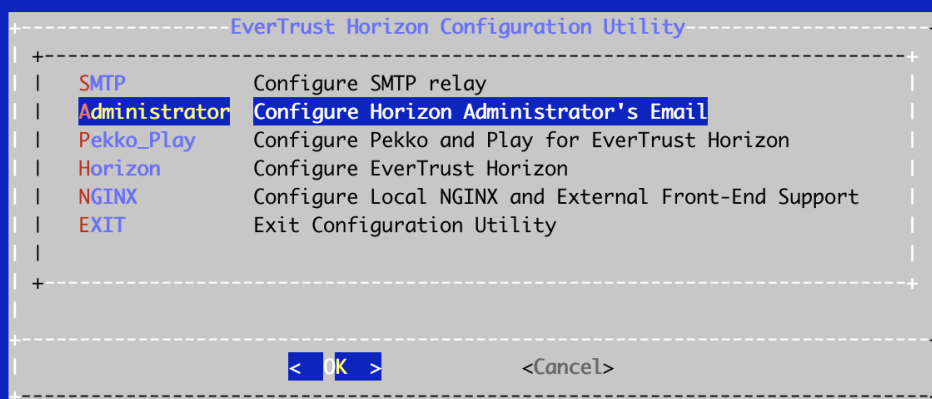 EverTrust Horizon Configuration Utility
SMTP Configure SMTP relay
Administrator Configure Horizon Administrator's Email
Pekko_Play Configure Pekko and Play for EverTrust Horizon
Horizon Configure EverTrust Horizon
NGINX Configure Local NGINX and External Front-End Support
EXIT Exit Configuration Utility
< OK > <Cancel>